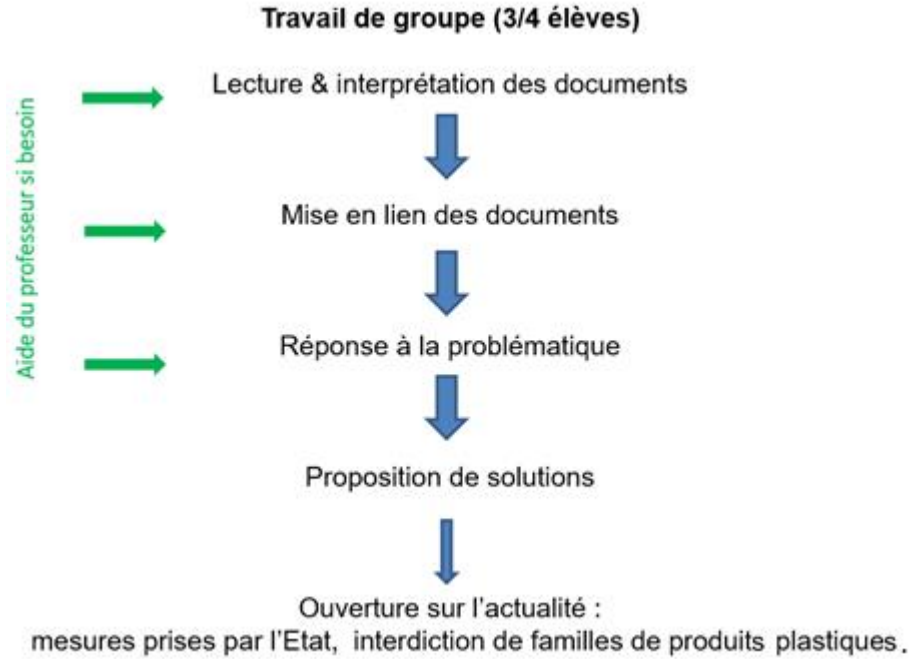 Travail de groupe (3/4 élèves)
Lecture & interprétation des documents
Aide du professeur si besoin
Mise en lien des documents
Réponse à la problématique
Proposition de solutions
Ouverture sur l'actualité :
mesures prises par l'Etat, interdiction de familles de produits plastiques.